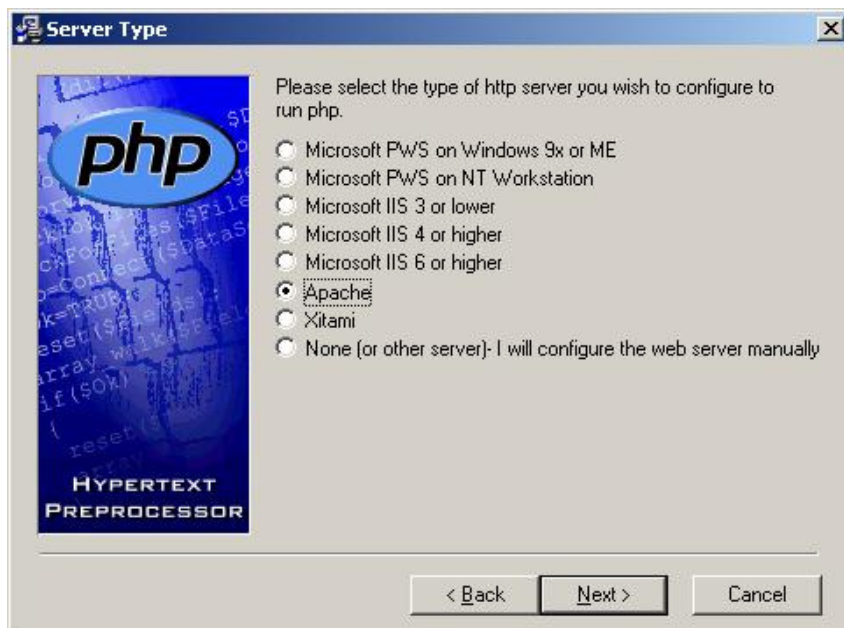 Server Type
Please select the type of http server you wish to configure to
run php.
Microsoft PWS on Windows 9x or ME
Microsoft PWS on NT Workstation
Microsoft IIS 3 or lower
Microsoft IIS 4 or higher
Microsoft IIS 6 or higher
Apache
Xitami
None (or other server)- I will configure the web server manually
php
HYPERTEXT
PREPROCESSOR
< Back
Next >
Cancel